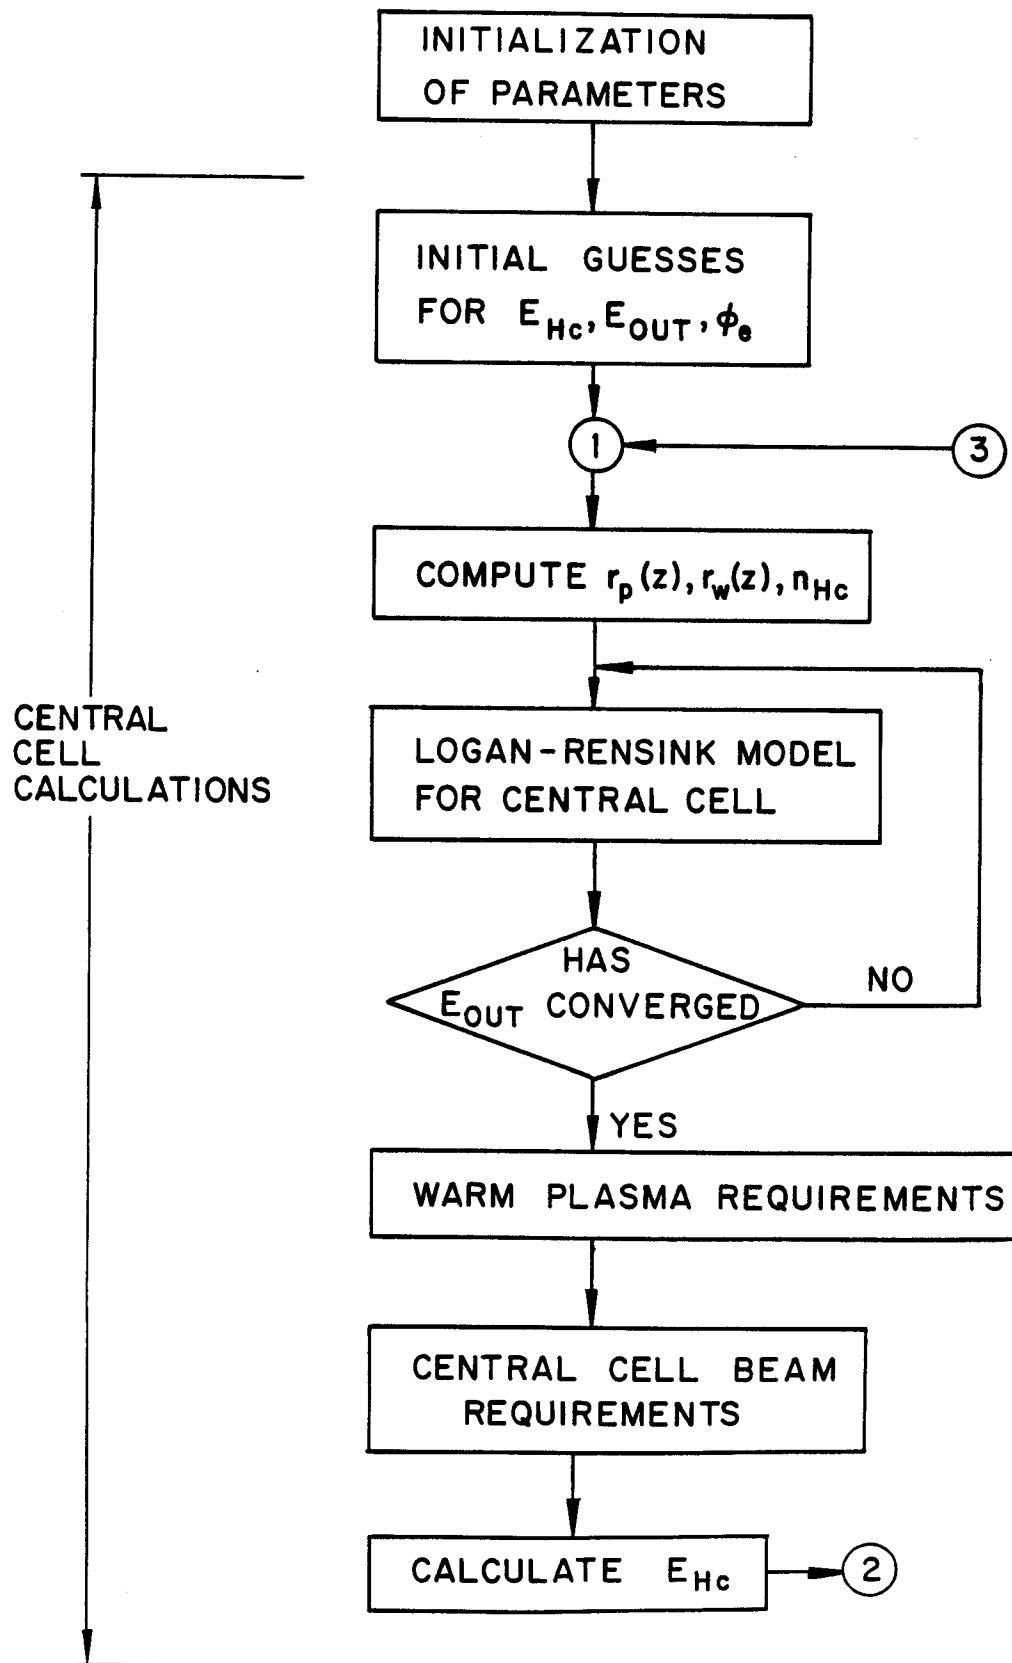 INITIALIZATION
OF PARAMETERS
INITIAL GUESSES
FOR E_Hc, E_OUT, ϕ_e
1
3
COMPUTE r_p(z), r_w(z), n_Hc
CENTRAL
CELL
CALCULATIONS
LOGAN-RENSINK MODEL
FOR CENTRAL CELL
HAS
E_OUT CONVERGED
NO
YES
WARM PLASMA REQUIREMENTS
CENTRAL CELL BEAM
REQUIREMENTS
CALCULATE E_Hc
2